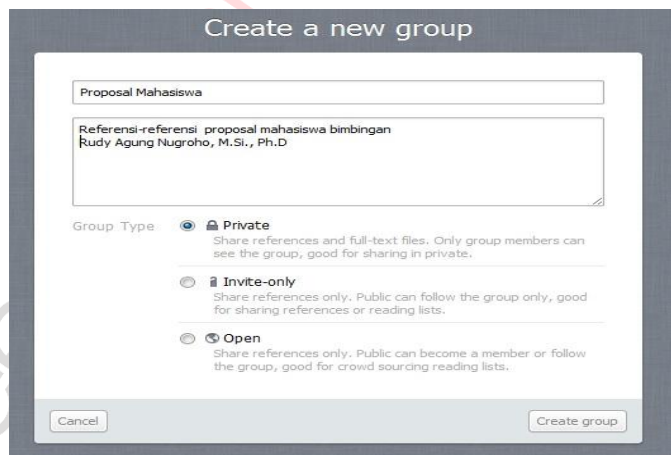 Create a new group
Proposal Mahasiswa
Referensi-referensi proposal mahasiswa bimbingan
Rudy Agung Nugroho, M.Si., Ph.D
Group Type
Private
Share references and full-text files. Only group members can
see the group, good for sharing in private.
Invite-only
Share references only. Public can follow the group only, good
for sharing references or reading lists.
Open
Share references only. Public can become a member or follow
the group, good for crowd sourcing reading lists.
Cancel
Create group